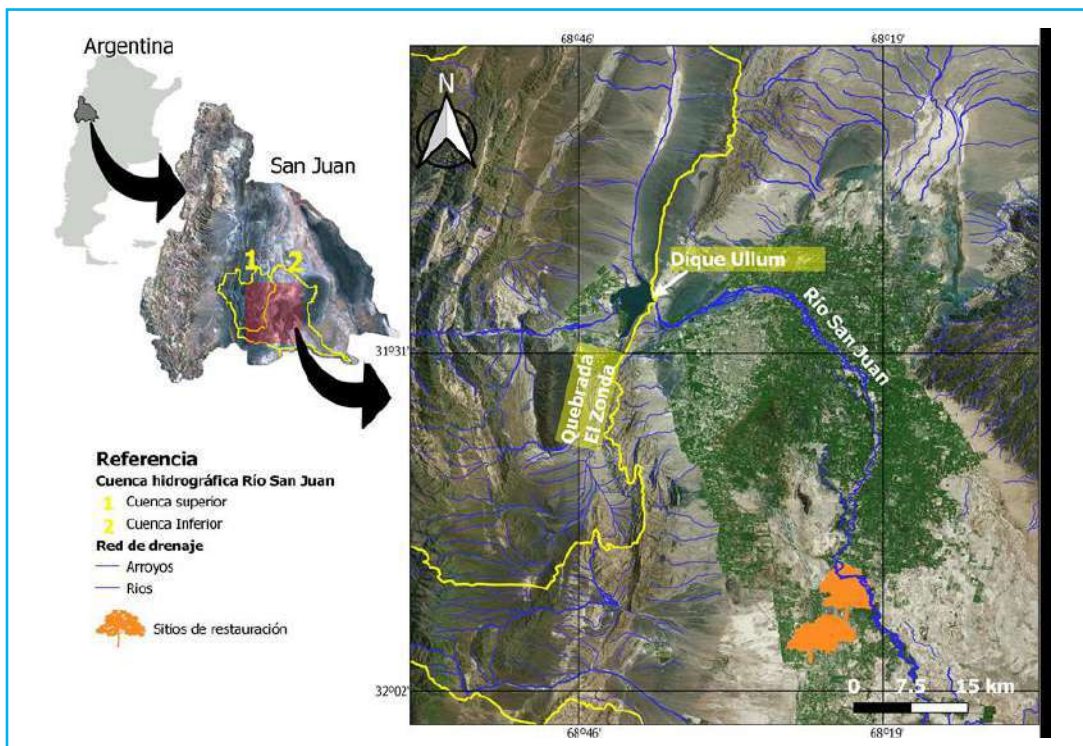 Argentina
San Juan
1
2
Referencia
Cuenca hidrográfica Río San Juan
1 Cuenca superior
2 Cuenca Inferior
Red de drenaje
Arroyos
Rios
Sitios de restauración
68°46'
68°19'
N
Dique Ullum
Río San Juan
31°31'
Quebrada
El Zonda
32°02'
0 7.5 15 km
68°46'
68°19'